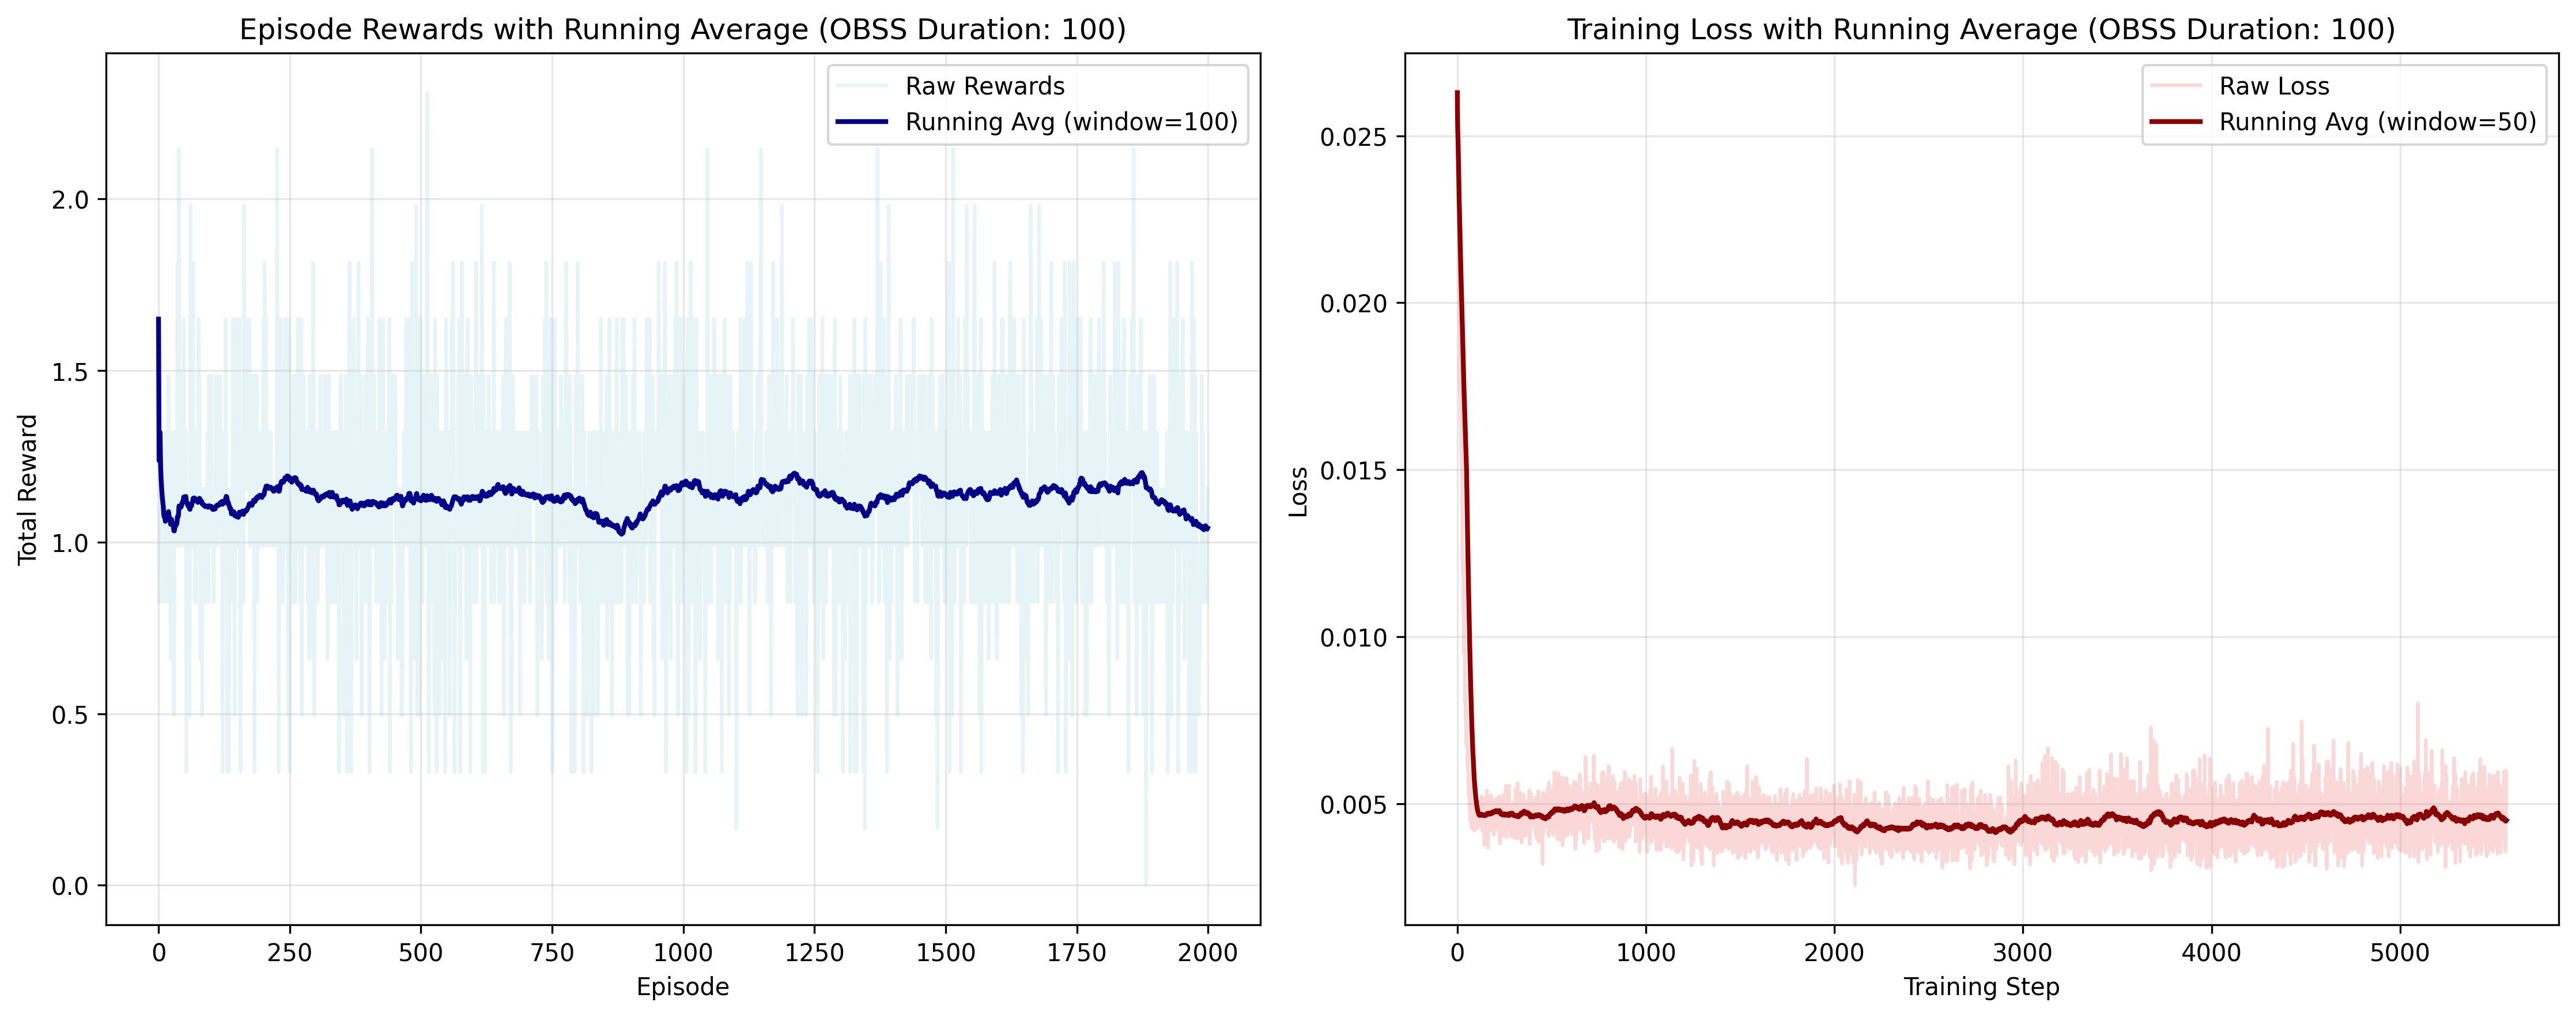 Episode Rewards with Running Average (OBSS Duration: 100)
Raw Rewards
Running Avg (window=100)
Total Reward
2.0
1.5
1.0
0.5
0.0
0 250 500 750 1000 1250 1500 1750 2000
Episode
Training Loss with Running Average (OBSS Duration: 100)
Raw Loss
Running Avg (window=50)
Loss
0.025
0.020
0.015
0.010
0.005
0 1000 2000 3000 4000 5000
Training Step